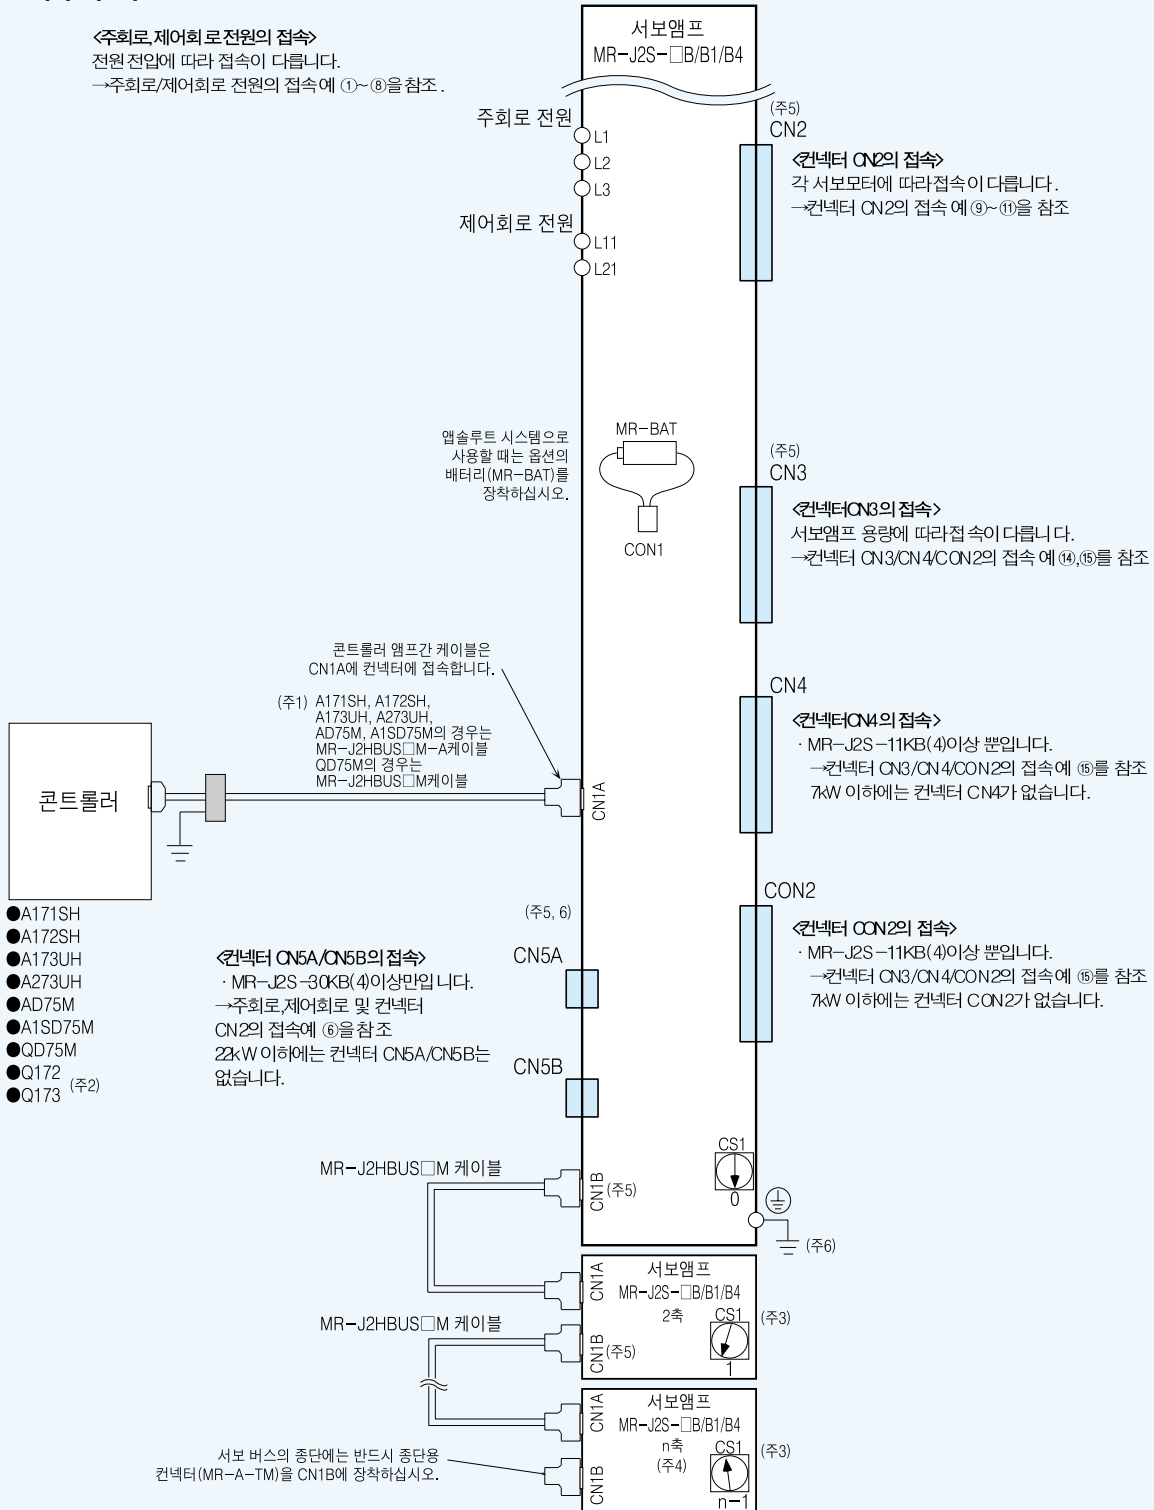 <주회로,제어회로전원의 접속>
전원 전압에 따라 접속이 다릅니다.
→주회로/제어회로 전원의 접속 예 ①~⑧을 참조.
서보앰프
MR-J2S-□B/B1/B4
주회로 전원
L1
L2
L3
제어회로 전원
L11
L21
(주5)
CN2
<컨넥터 CN2의 접속>
각 서보모터에 따라 접속이 다릅니다.
→컨넥터 CN2의 접속 예 ⑨~⑪을 참조
앱솔루트 시스템으로
사용할 때는 옵션의
배터리(MR-BAT)를
장착하십시오.
MR-BAT
CON1
(주5)
CN3
<컨넥터CN3의 접속>
서보앰프 용량에 따라 접속이 다릅니다.
→컨넥터 CN3/CN4/CON2의 접속 예 ⑭,⑮를 참조
콘트롤러 앰프간 케이블은
CN1A에 컨넥터에 접속합니다.
(주1) A171SH, A172SH,
A173UH, A273UH,
AD75M, A1SD75M의 경우는
MR-J2HBUS□M-A케이블
QD75M의 경우는
MR-J2HBUS□M케이블
콘트롤러
CN1A
CN4
<컨넥터CN4의 접속>
· MR-J2S-11KB(4)이상 뿐입니다.
→컨넥터 CN3/CN4/CON2의 접속 예 ⑮를 참조
7kW 이하에는 컨넥터 CN4가 없습니다.
●A171SH
●A172SH
●A173UH
●A273UH
●AD75M
●A1SD75M
●QD75M
●Q172
●Q173 (주2)
<컨넥터 CN5A/CN5B의 접속>
· MR-J2S-30KB(4)이상만입니다.
→주회로,제어회로 및 컨넥터
CN2의 접속예 ⑥을 참조
22kW 이하에는 컨넥터 CN5A/CN5B는
없습니다.
(주5, 6)
CN5A
CN5B
CON2
<컨넥터 CON2의 접속>
· MR-J2S-11KB(4)이상 뿐입니다.
→컨넥터 CN3/CN4/CON2의 접속 예 ⑮를 참조
7kW 이하에는 컨넥터 CON2가 없습니다.
MR-J2HBUS□M 케이블
CN1B
(주5)
CS1
0
(주6)
CN1A
서보앰프
MR-J2S-□B/B1/B4
2축
CS1
(주3)
1
MR-J2HBUS□M 케이블
CN1B
(주5)
CN1A
서보앰프
MR-J2S-□B/B1/B4
n축
(주4)
CS1
(주3)
n-1
서보 버스의 종단에는 반드시 종단용
컨넥터(MR-A-TM)을 CN1B에 장착하십시오.
CN1B